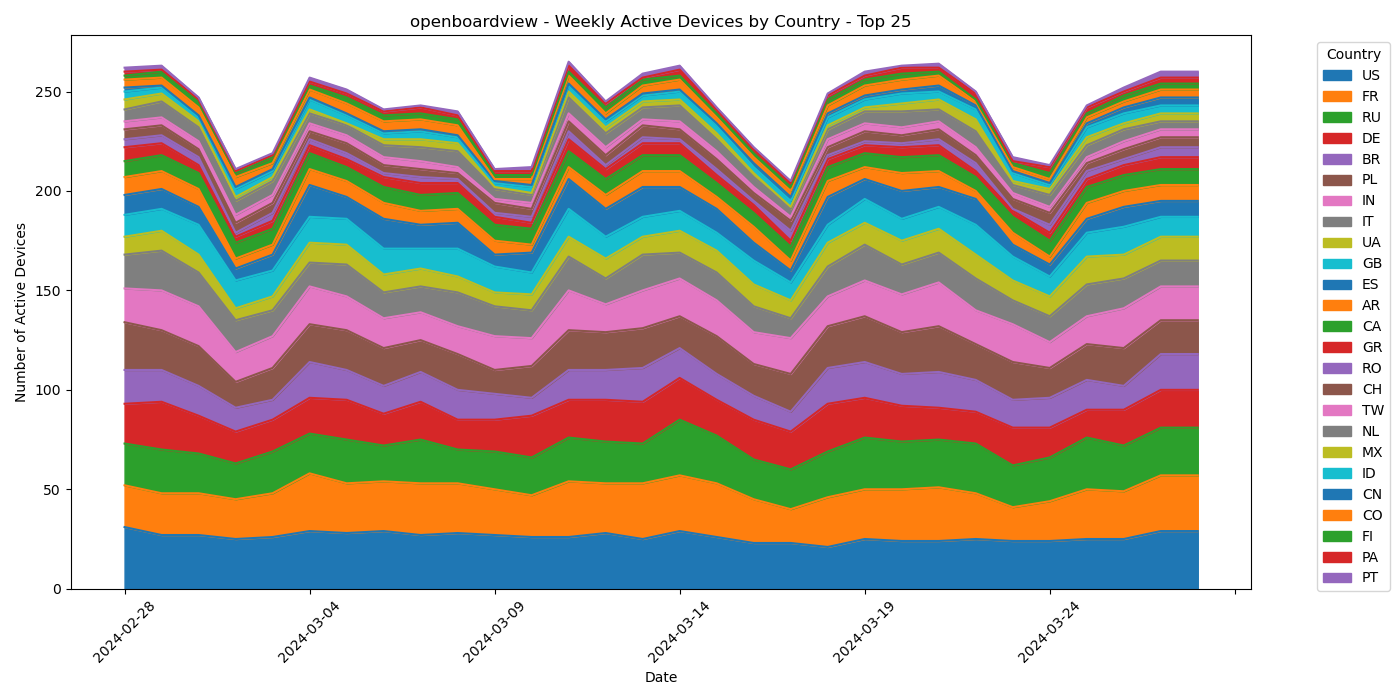 openboardview - Weekly Active Devices by Country - Top 25
Number of Active Devices
250
200
150
100
50
0
2024-02-28
2024-03-04
2024-03-09
2024-03-14
2024-03-19
2024-03-24
Date
Country
US
FR
RU
DE
BR
PL
IN
IT
UA
GB
ES
AR
CA
GR
RO
CH
TW
NL
MX
ID
CN
CO
FI
PA
PT